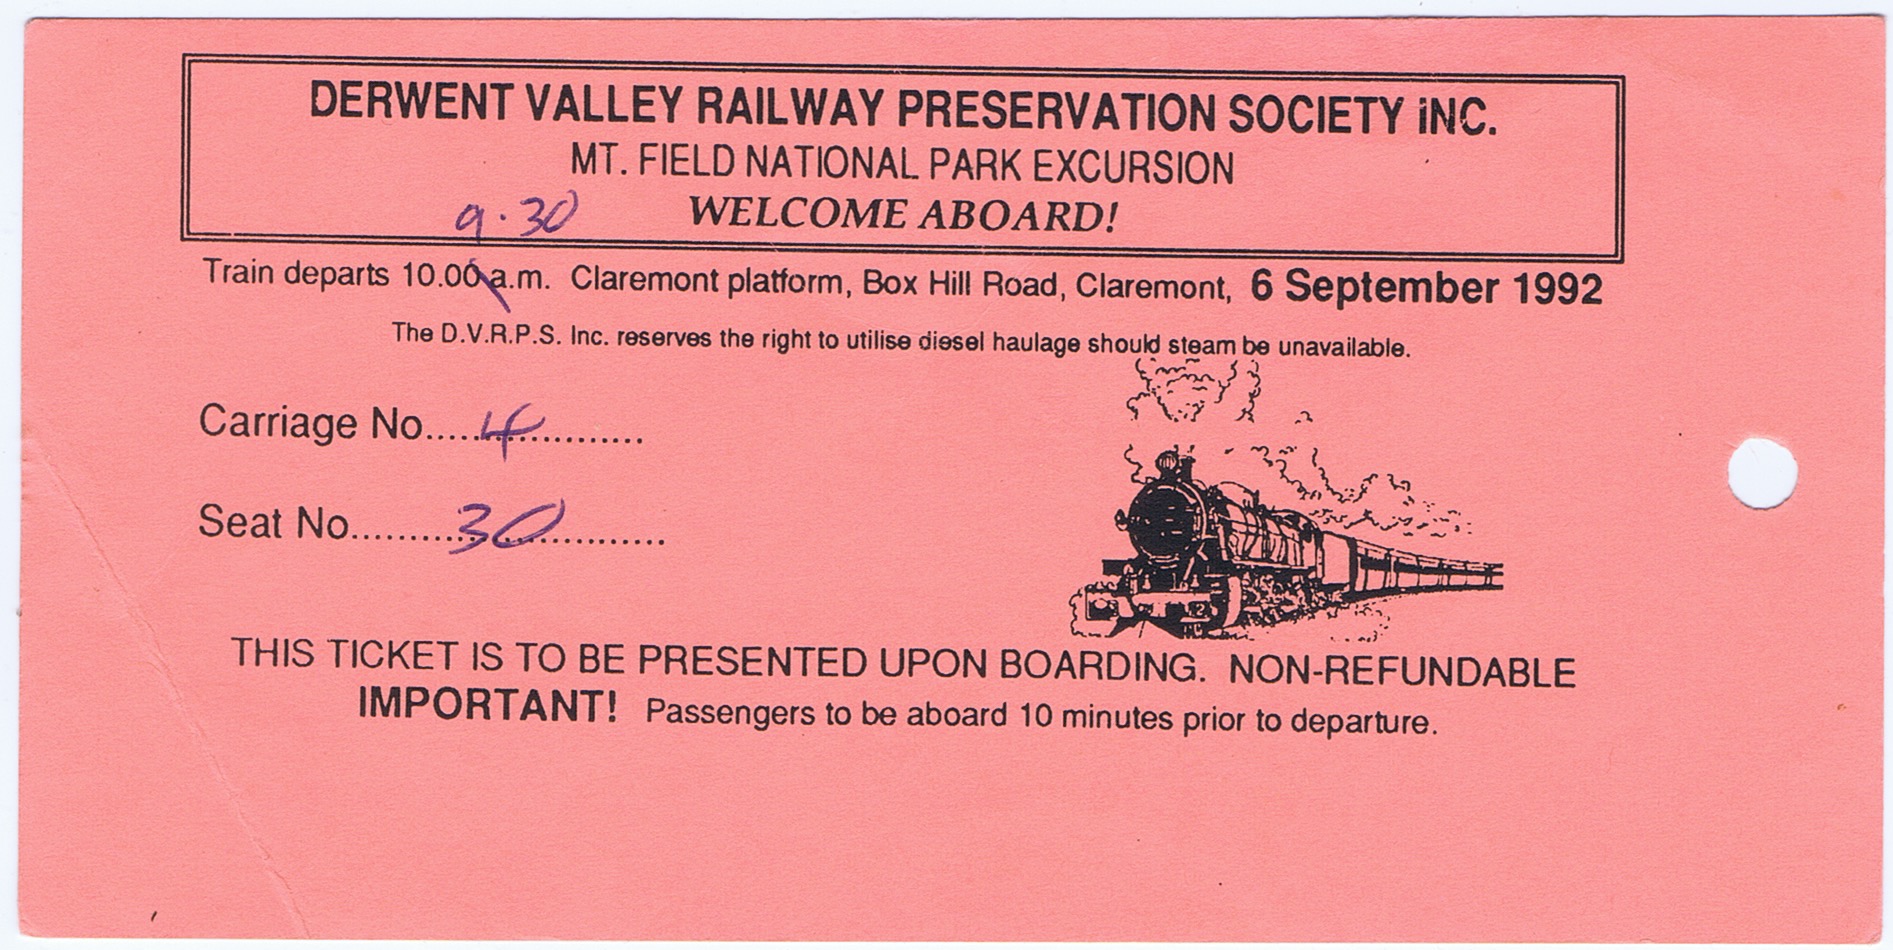 DERWENT VALLEY RAILWAY PRESERVATION SOCIETY iNC.
MT. FIELD NATIONAL PARK EXCURSION
WELCOME ABOARD!
9.30
Train departs 10.00 a.m. Claremont platform, Box Hill Road, Claremont, 6 September 1992
The D.V.R.P.S. Inc. reserves the right to utilise diesel haulage should steam be unavailable.
Carriage No.....4...............
Seat No..........30..............
THIS TICKET IS TO BE PRESENTED UPON BOARDING. NON-REFUNDABLE
IMPORTANT! Passengers to be aboard 10 minutes prior to departure.